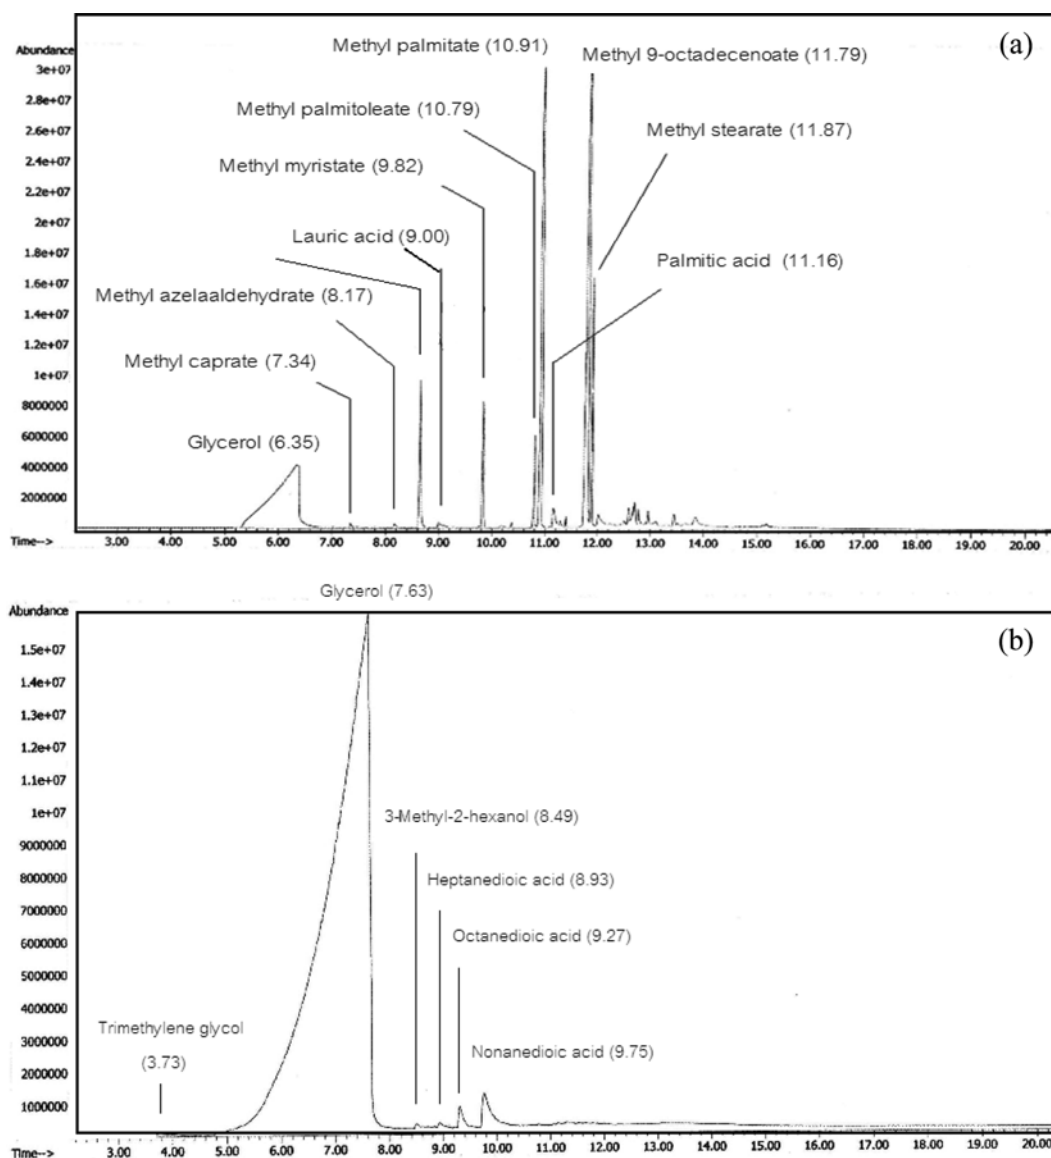 (a)
Abundance
Methyl palmitate (10.91)
Methyl 9-octadecenoate (11.79)
3e+07
2.8e+07
Methyl palmitoleate (10.79)
2.6e+07
Methyl stearate (11.87)
2.4e+07
Methyl myristate (9.82)
2.2e+07
2e+07
Lauric acid (9.00)
1.8e+07
Palmitic acid (11.16)
1.6e+07
Methyl azelaaldehydrate (8.17)
1.4e+07
1.2e+07
Methyl caprate (7.34)
1e+07
8000000
Glycerol (6.35)
6000000
4000000
2000000
Time--> 3.00 4.00 5.00 6.00 7.00 8.00 9.00 10.00 11.00 12.00 13.00 14.00 15.00 16.00 17.00 18.00 19.00 20.00
Glycerol (7.63)
Abundance
(b)
1.5e+07
1.4e+07
1.3e+07
1.2e+07
1.1e+07
1e+07
3-Methyl-2-hexanol (8.49)
9000000
8000000
Heptanedioic acid (8.93)
7000000
Octanedioic acid (9.27)
6000000
5000000
4000000
3000000
Trimethylene glycol
(3.73)
Nonanedioic acid (9.75)
2000000
1000000
Time--> 3.00 4.00 5.00 6.00 7.00 8.00 9.00 10.00 11.00 12.00 13.00 14.00 15.00 16.00 17.00 18.00 19.00 20.00